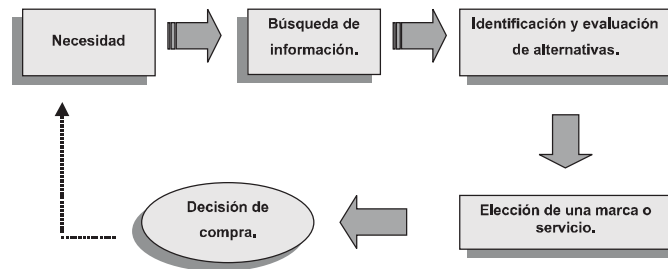 Necesidad
Búsqueda de
información.
Identificación y evaluación
de alternativas.
Elección de una marca o
servicio.
Decisión de
compra.